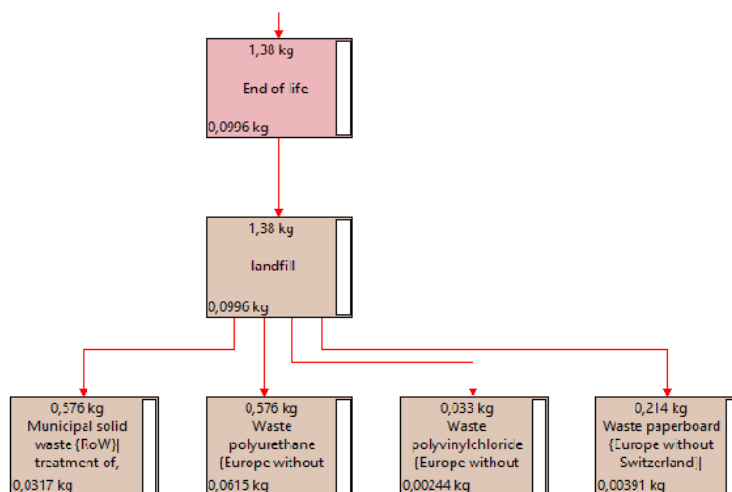 1,38 kg
End of life
0,0996 kg
1,38 kg
landfill
0,0996 kg
0,576 kg
Municipal solid
waste {RoW}|
treatment of,
0,0317 kg
0,576 kg
Waste
polyurethane
{Europe without
0,0615 kg
0,033 kg
Waste
polyvinylchloride
{Europe without
0,00244 kg
0,214 kg
Waste paperboard
{Europe without
Switzerland}|
0,00391 kg